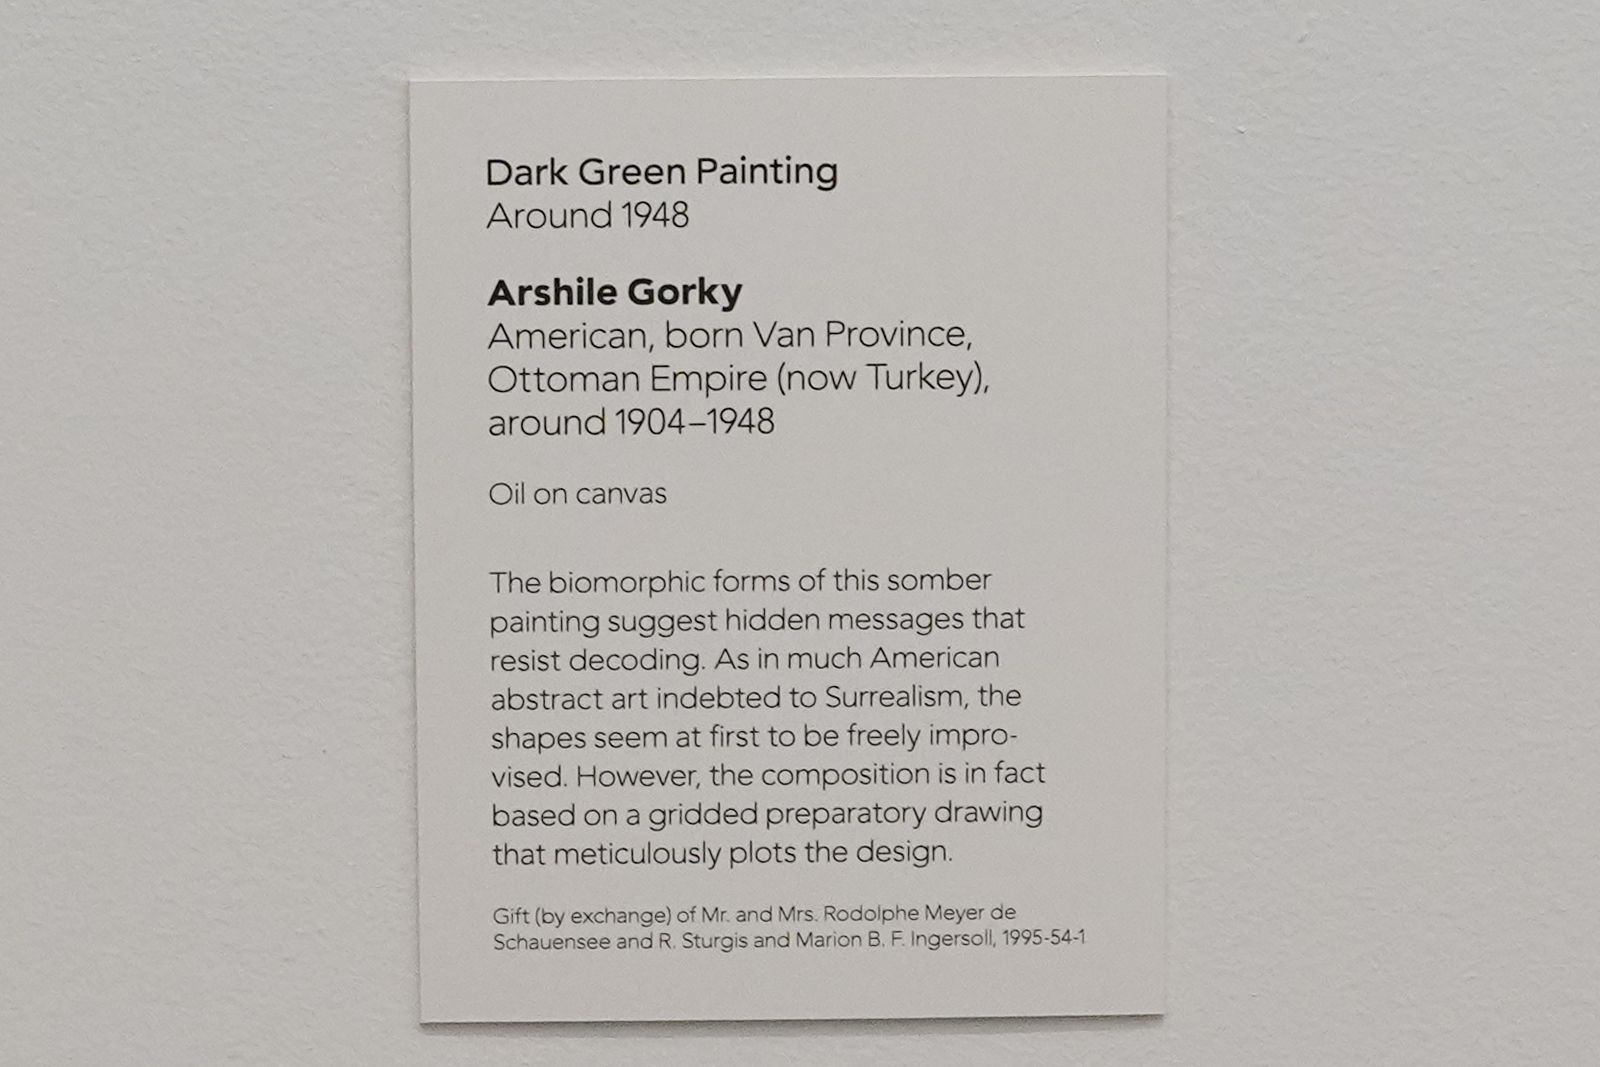 Dark Green Painting
Around 1948
Arshile Gorky
American, born Van Province,
Ottoman Empire (now Turkey),
around 1904–1948
Oil on canvas
The biomorphic forms of this somber
painting suggest hidden messages that
resist decoding. As in much American
abstract art indebted to Surrealism, the
shapes seem at first to be freely impro-
vised. However, the composition is in fact
based on a gridded preparatory drawing
that meticulously plots the design.
Gift (by exchange) of Mr. and Mrs. Rodolphe Meyer de
Schauensee and R. Sturgis and Marion B. F. Ingersoll, 1995-54-1